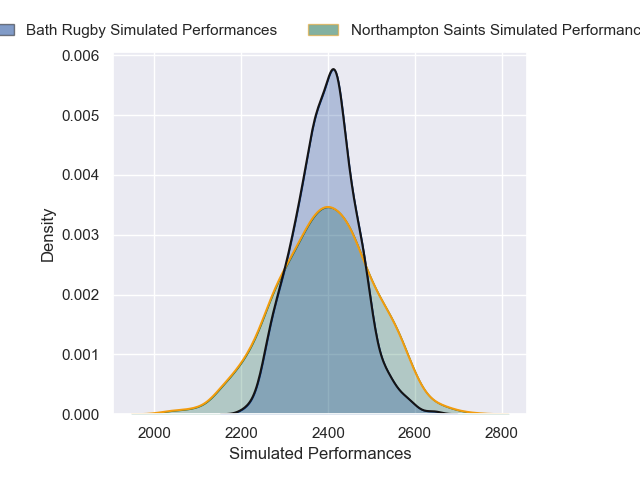 Bath Rugby Simulated Performances
Northampton Saints Simulated
0.006
0.005
0.004
0.003
0.002
0.001
0.000
Density
2000 2200 2400 2600 2800
Simulated Performances